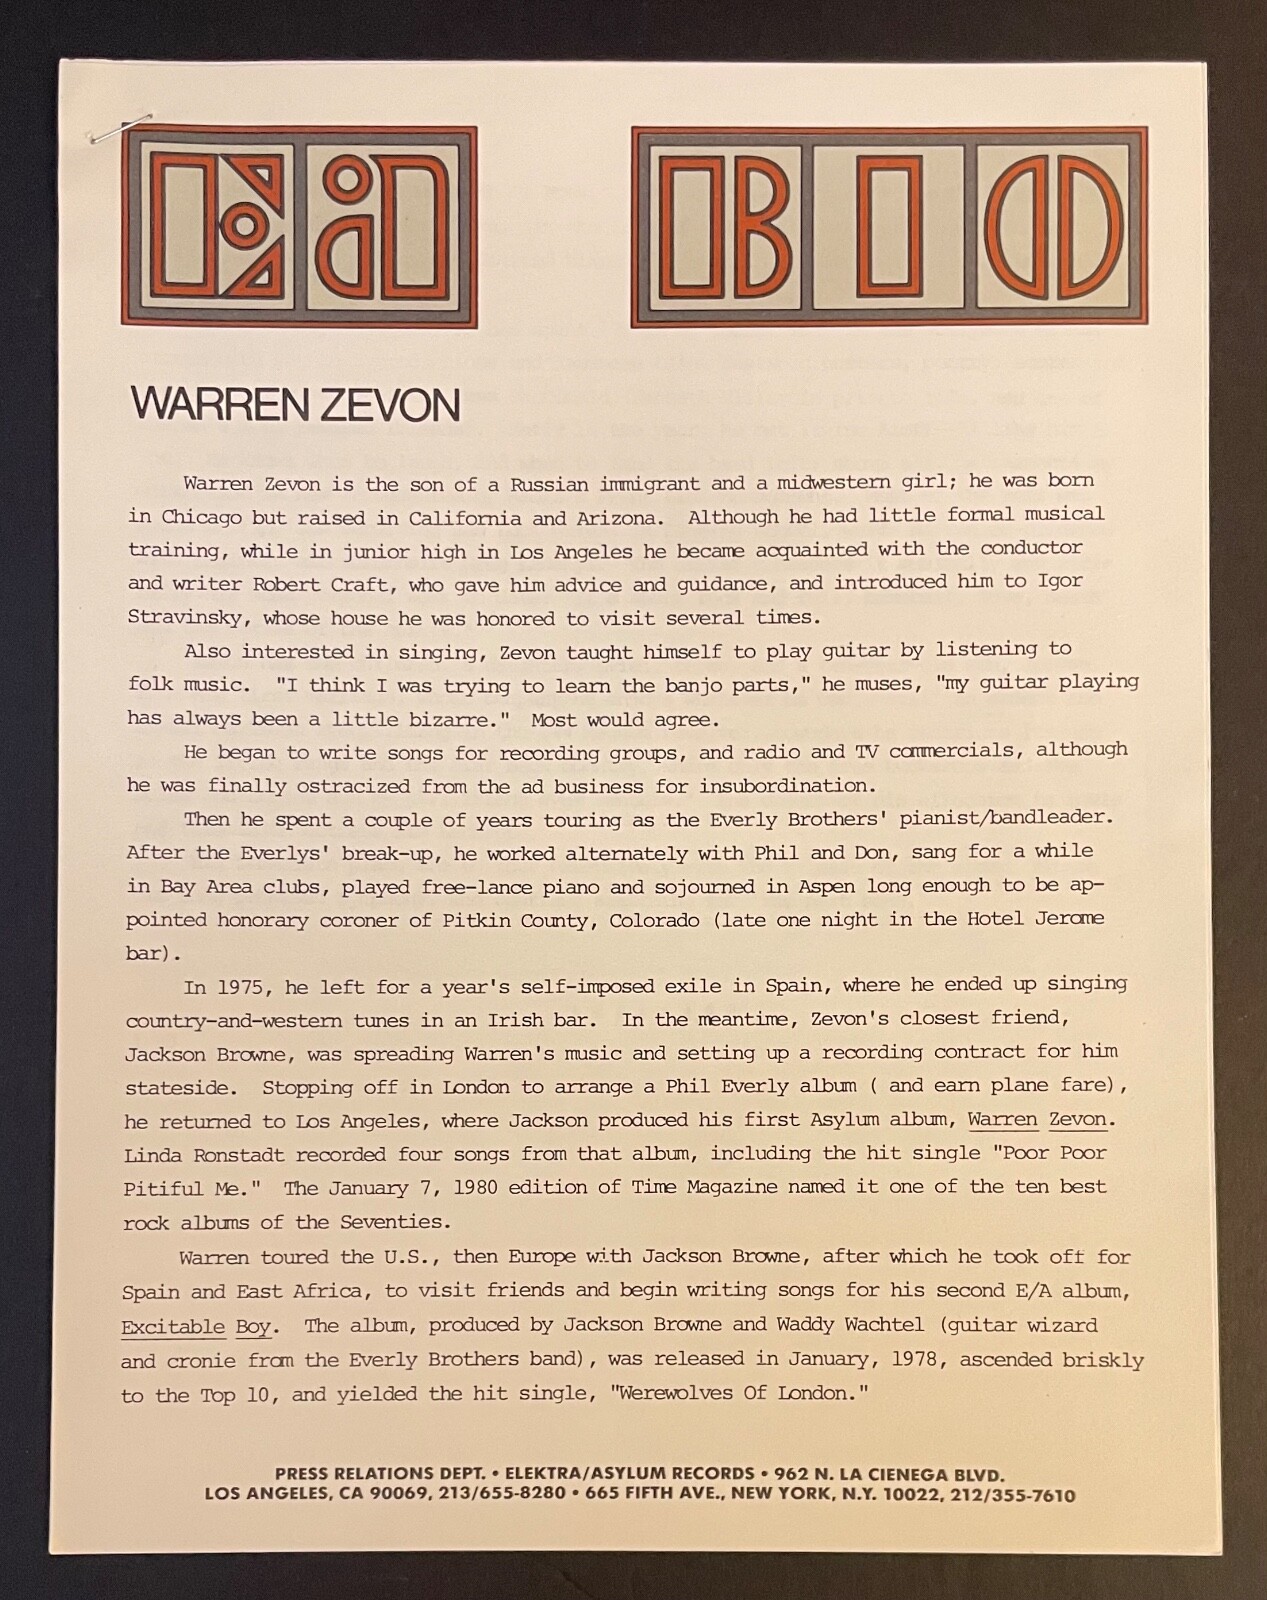 EA BIO
WARREN ZEVON
Warren Zevon is the son of a Russian immigrant and a midwestern girl; he was born
in Chicago but raised in California and Arizona. Although he had little formal musical
training, while in junior high in Los Angeles he became acquainted with the conductor
and writer Robert Craft, who gave him advice and guidance, and introduced him to Igor
Stravinsky, whose house he was honored to visit several times.
Also interested in singing, Zevon taught himself to play guitar by listening to
folk music. "I think I was trying to learn the banjo parts," he muses, "my guitar playing
has always been a little bizarre." Most would agree.
He began to write songs for recording groups, and radio and TV commercials, although
he was finally ostracized from the ad business for insubordination.
Then he spent a couple of years touring as the Everly Brothers' pianist/bandleader.
After the Everlys' break-up, he worked alternately with Phil and Don, sang for a while
in Bay Area clubs, played free-lance piano and sojourned in Aspen long enough to be ap-
pointed honorary coroner of Pitkin County, Colorado (late one night in the Hotel Jerome
bar).
In 1975, he left for a year's self-imposed exile in Spain, where he ended up singing
country-and-western tunes in an Irish bar. In the meantime, Zevon's closest friend,
Jackson Browne, was spreading Warren's music and setting up a recording contract for him
stateside. Stopping off in London to arrange a Phil Everly album ( and earn plane fare),
he returned to Los Angeles, where Jackson produced his first Asylum album, Warren Zevon.
Linda Ronstadt recorded four songs from that album, including the hit single "Poor Poor
Pitiful Me." The January 7, 1980 edition of Time Magazine named it one of the ten best
rock albums of the Seventies.
Warren toured the U.S., then Europe with Jackson Browne, after which he took off for
Spain and East Africa, to visit friends and begin writing songs for his second E/A album,
Excitable Boy. The album, produced by Jackson Browne and Waddy Wachtel (guitar wizard
and cronie from the Everly Brothers band), was released in January, 1978, ascended briskly
to the Top 10, and yielded the hit single, "Werewolves Of London."
PRESS RELATIONS DEPT. • ELEKTRA/ASYLUM RECORDS • 962 N. LA CIENEGA BLVD.
LOS ANGELES, CA 90069, 213/655-8280 • 665 FIFTH AVE., NEW YORK, N.Y. 10022, 212/355-7610